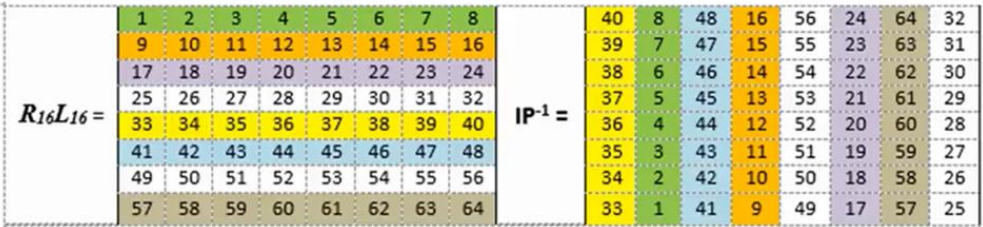 1 2 3 4 5 6 7 8 40 8 48 16 56 24 64 32
9 10 11 12 13 14 15 16 39 7 47 15 55 23 63 31
17 18 19 20 21 22 23 24 38 6 46 14 54 22 62 30
25 26 27 28 29 30 31 32 37 5 45 13 53 21 61 29
R16L16 = 33 34 35 36 37 38 39 40 IP-1 = 36 4 44 12 52 20 60 28
41 42 43 44 45 46 47 48 35 3 43 11 51 19 59 27
49 50 51 52 53 54 55 56 34 2 42 10 50 18 58 26
57 58 59 60 61 62 63 64 33 1 41 9 49 17 57 25